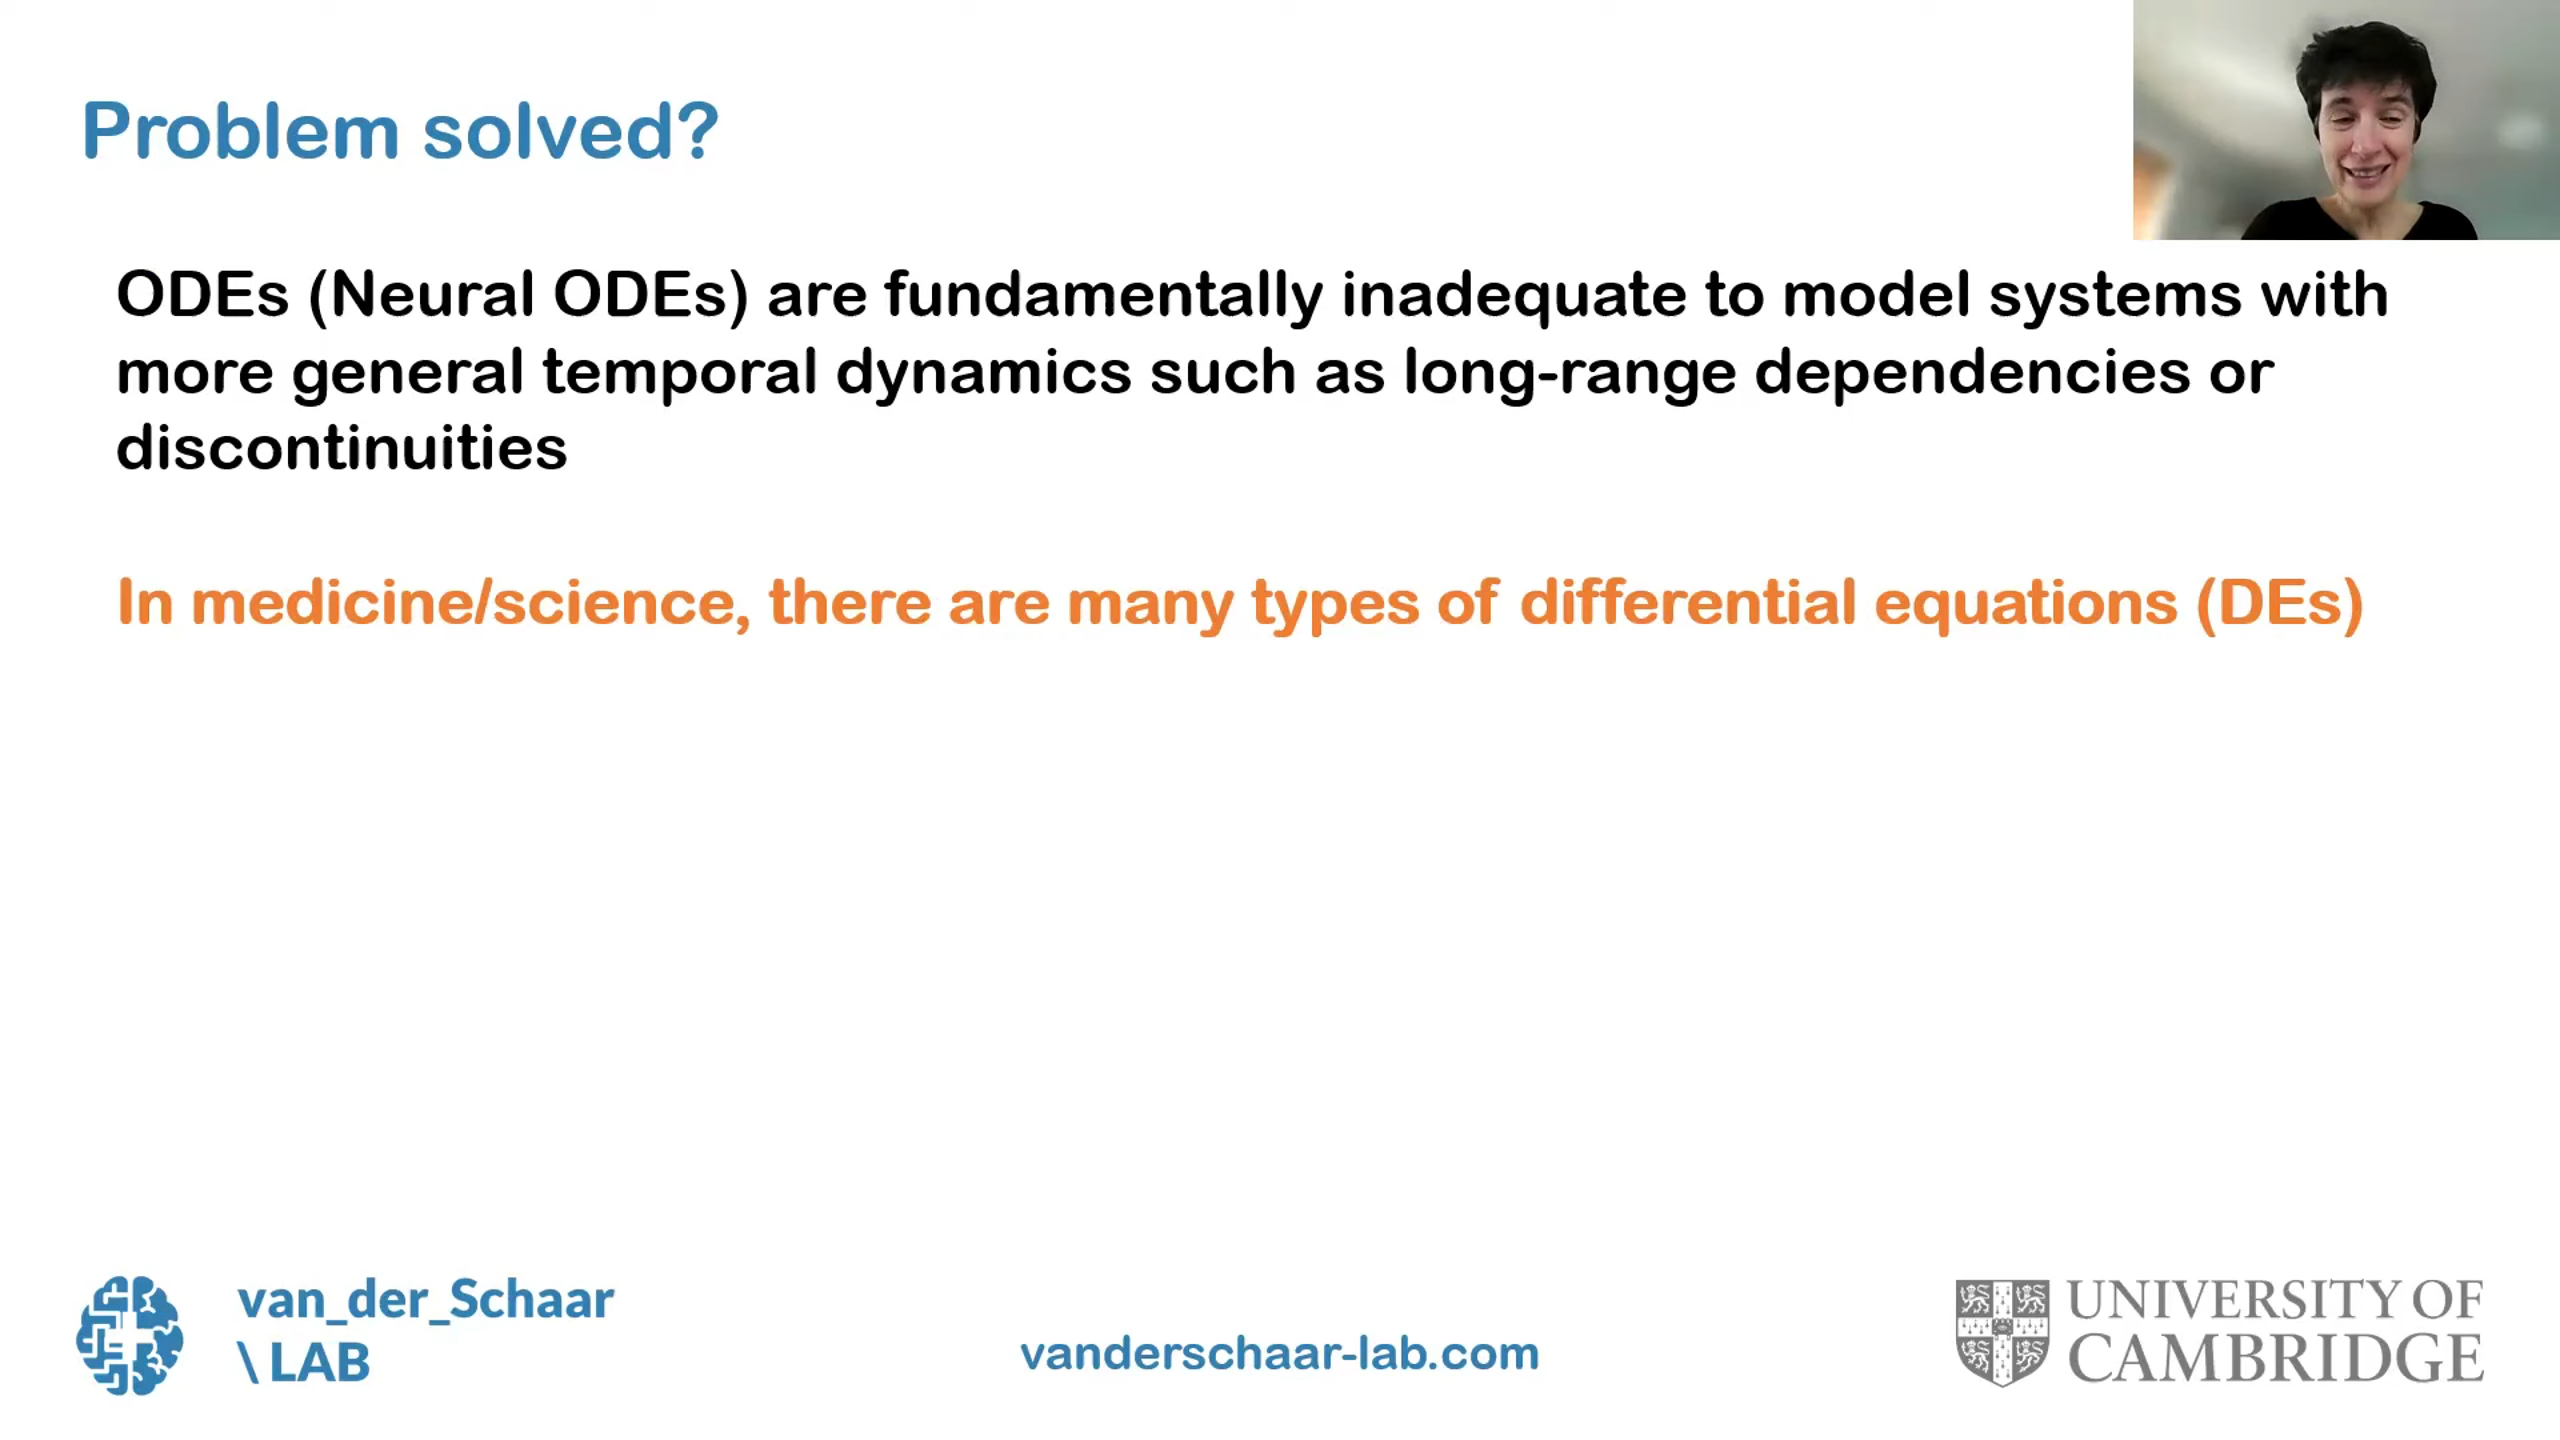 Problem solved?
ODEs (Neural ODEs) are fundamentally inadequate to model systems with
more general temporal dynamics such as long-range dependencies or
discontinuities
In medicine/science, there are many types of differential equations (DEs)
van_der_Schaar
\ LAB
vanderschaar-lab.com
UNIVERSITY OF
CAMBRIDGE